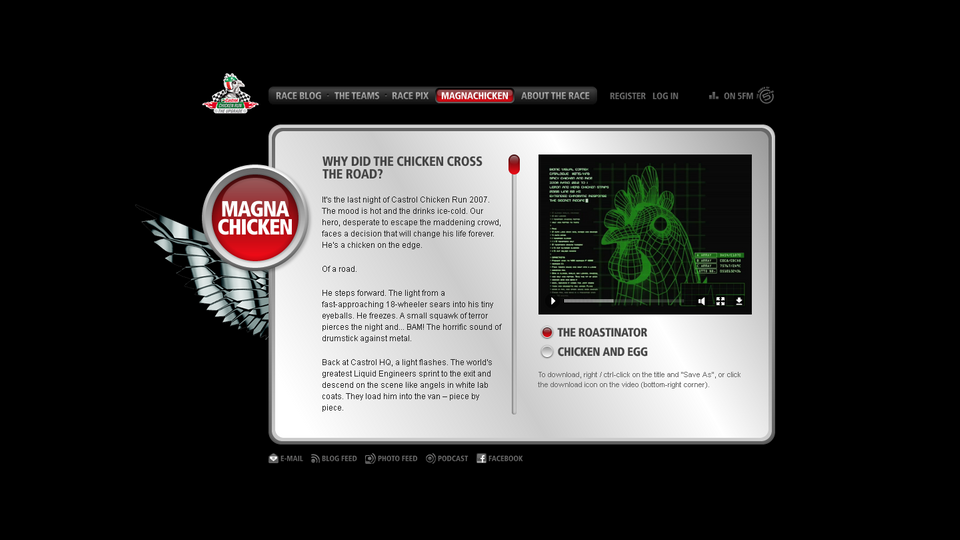 RACE BLOG THE TEAMS RACE PIX MAGNACHICKEN ABOUT THE RACE REGISTER LOG IN ON 5FM
CHICKEN RUN
MAGNA
CHICKEN
WHY DID THE CHICKEN CROSS
THE ROAD?
It's the last night of Castrol Chicken Run 2007.
The mood is hot and the drinks ice-cold. Our
hero, desperate to escape the maddening crowd,
faces a decision that will change his life forever.
He's a chicken on the edge.
Of a road.
He steps forward. The light from a
fast-approaching 18-wheeler sears into his tiny
eyeballs. He freezes. A small squawk of terror
pierces the night and... BAM! The horrific sound of
drumstick against metal.
Back at Castrol HQ, a light flashes. The world's
greatest Liquid Engineers sprint to the exit and
descend on the scene like angels in white lab
coats. They load him into the van – piece by
piece.
THE SECRET RECIPE
THE ROASTINATOR
CHICKEN AND EGG
To download, right / ctrl-click on the title and "Save As", or click
the download icon on the video (bottom-right corner).
E-MAIL BLOG FEED PHOTO FEED PODCAST FACEBOOK